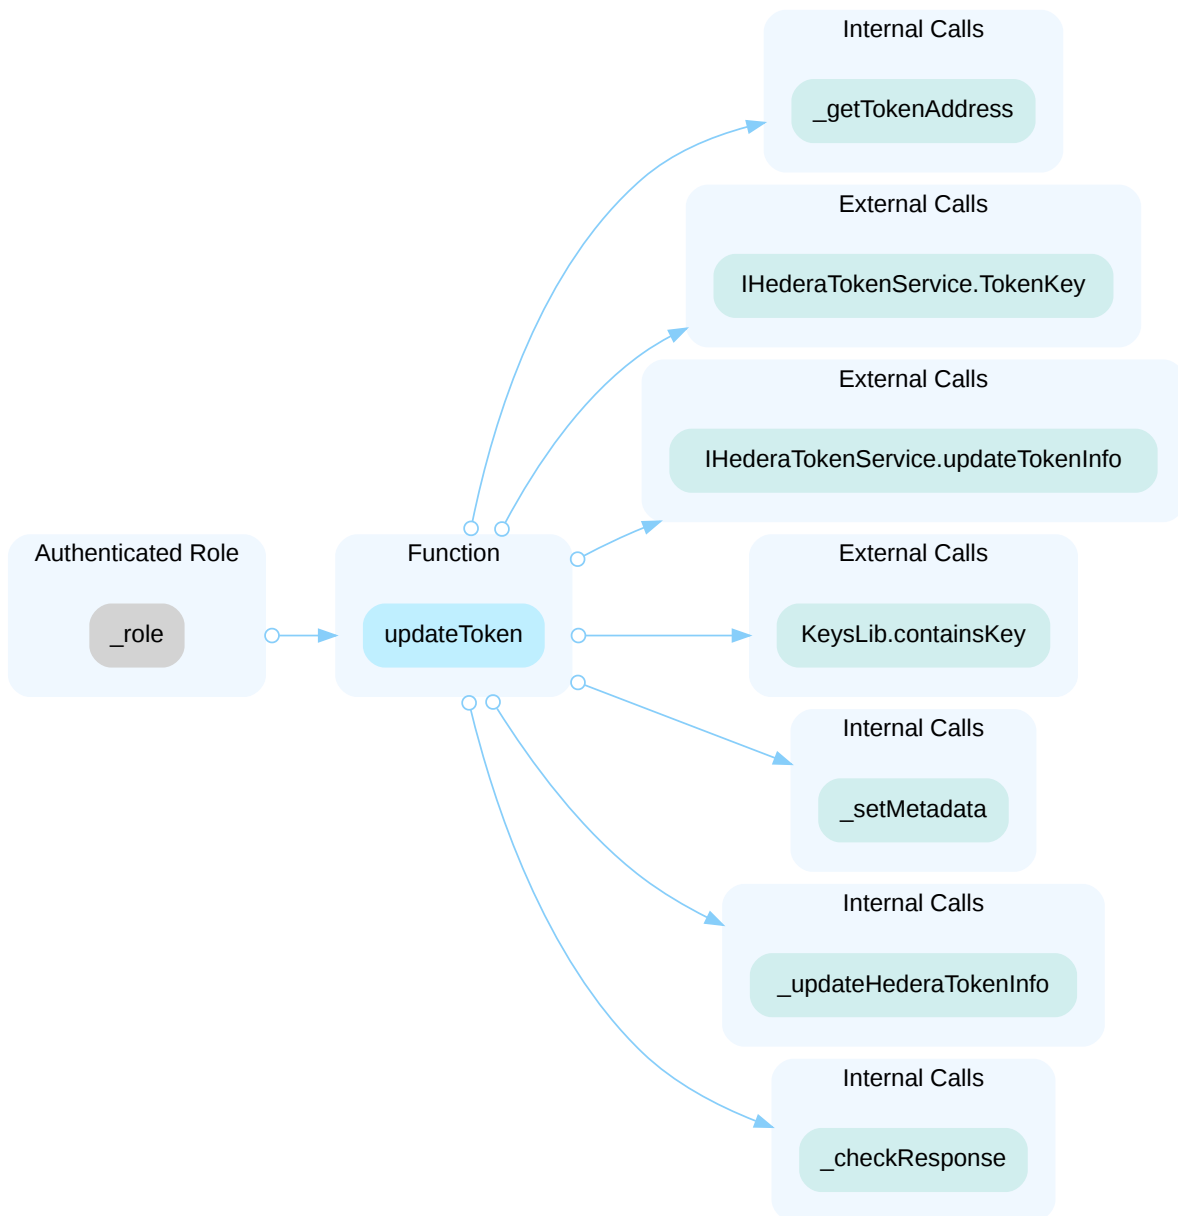 Internal Calls
_getTokenAddress
External Calls
IHederaTokenService.TokenKey
External Calls
IHederaTokenService.updateTokenInfo
Authenticated Role
_role
Function
updateToken
External Calls
KeysLib.containsKey
Internal Calls
_setMetadata
Internal Calls
_updateHederaTokenInfo
Internal Calls
_checkResponse